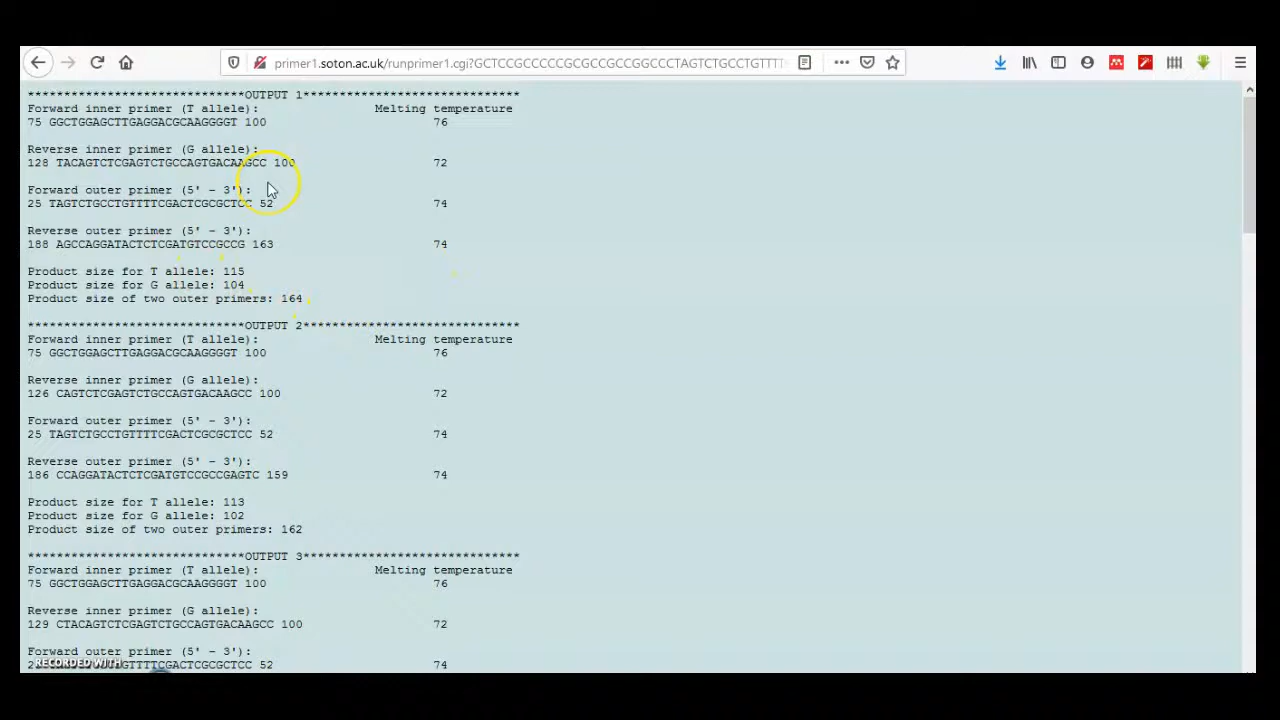 primer1.soton.ac.uk/runprimer1.cgi?GCTCCGCCCCCGCGCCGCCGGCCCTAGTCTGCCTGTTTT
*****************************OUTPUT 1******************************
Forward inner primer (T allele): Melting temperature
75 GGCTGGAGCTTGAGGACGCAAGGGGT 100 76
Reverse inner primer (G allele):
128 TACAGTCTCGAGTCTGCCAGTGACAAGCC 100 72
Forward outer primer (5' - 3'):
25 TAGTCTGCCTGTTTTCGACTCGCGCTCC 52 74
Reverse outer primer (5' - 3'):
188 AGCCAGGATACTCTCGATGTCCGCCG 163 74
Product size for T allele: 115
Product size for G allele: 104
Product size of two outer primers: 164
*****************************OUTPUT 2******************************
Forward inner primer (T allele): Melting temperature
75 GGCTGGAGCTTGAGGACGCAAGGGGT 100 76
Reverse inner primer (G allele):
126 CAGTCTCGAGTCTGCCAGTGACAAGCC 100 72
Forward outer primer (5' - 3'):
25 TAGTCTGCCTGTTTTCGACTCGCGCTCC 52 74
Reverse outer primer (5' - 3'):
186 CCAGGATACTCTCGATGTCCGCCGAGTC 159 74
Product size for T allele: 113
Product size for G allele: 102
Product size of two outer primers: 162
*****************************OUTPUT 3******************************
Forward inner primer (T allele): Melting temperature
75 GGCTGGAGCTTGAGGACGCAAGGGGT 100 76
Reverse inner primer (G allele):
129 CTACAGTCTCGAGTCTGCCAGTGACAAGCC 100 72
Forward outer primer (5' - 3'):
52 74
RECORDED WITH